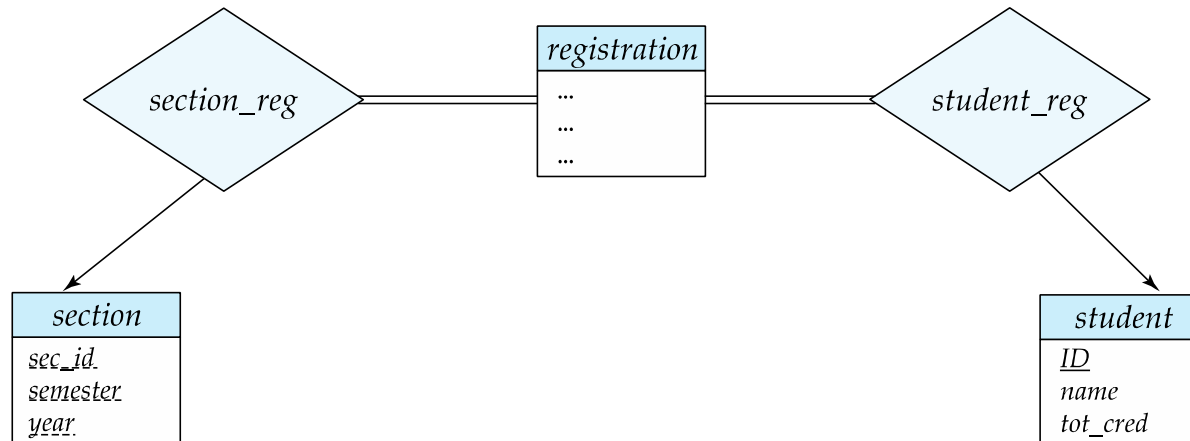 section_reg
registration
...
...
...
student_reg
section
sec_id
semester
year
student
ID
name
tot_cred